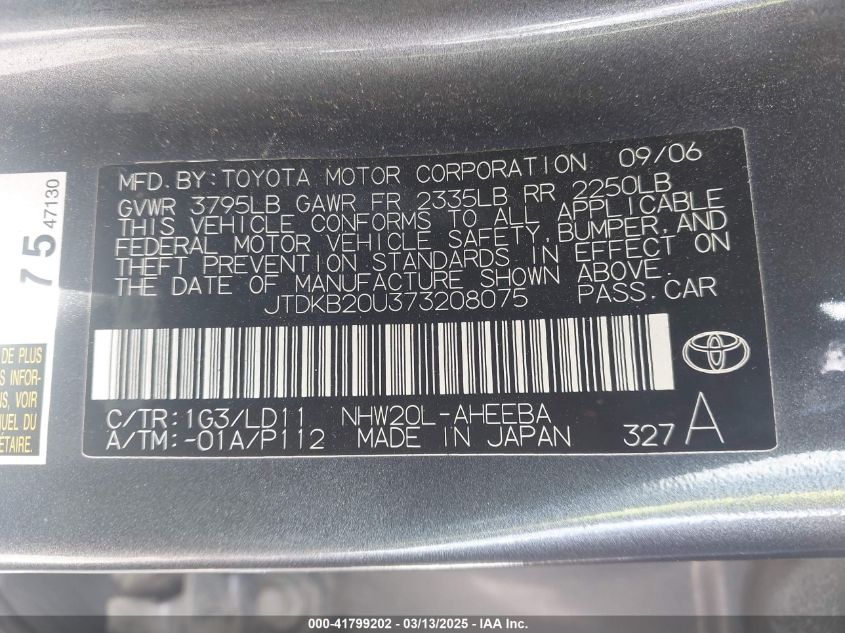 MFD. BY: TOYOTA MOTOR CORPORATION 09/06
GVWR 3795LB GAWR FR 2335LB RR 2250LB
THIS VEHICLE CONFORMS TO ALL APPLICABLE
FEDERAL MOTOR VEHICLE SAFETY, BUMPER, AND
THEFT PREVENTION STANDARDS IN EFFECT ON
THE DATE OF MANUFACTURE SHOWN ABOVE.
JTDKB20U373208075 PASS. CAR
C/TR: 1G3/LD11 NHW20L-AHEEBA
A/TM: -01A/P112 MADE IN JAPAN 327 A
75
47130
DE PLUS
S INFOR-
S, VOUS
UEL DU
ÉTAIRE.
000-41799202 / 03/13/2025 / IAA Inc.